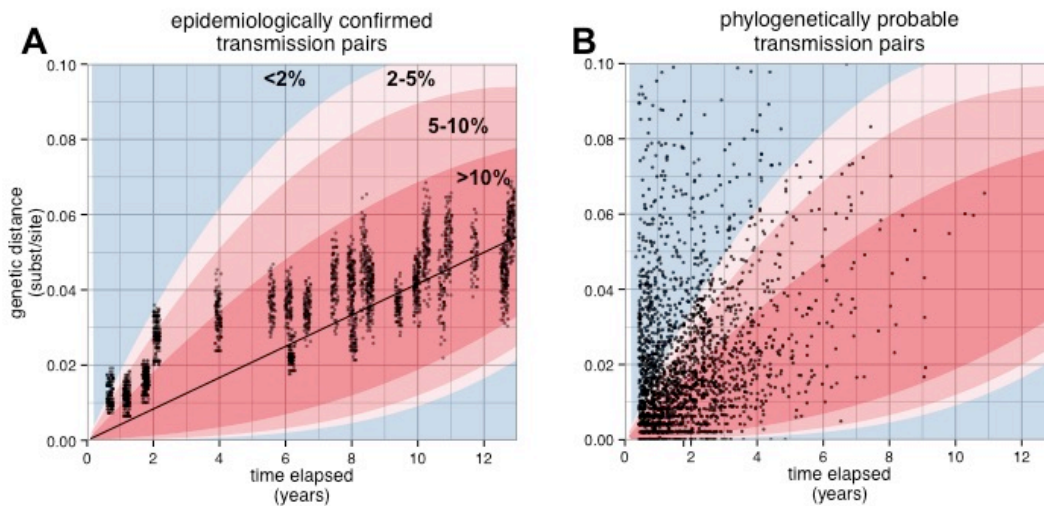 A
epidemiologically confirmed
transmission pairs
genetic distance
(subst/site)
0.10
0.08
0.06
0.04
0.02
0.00
<2%
2-5%
5-10%
>10%
0 2 4 6 8 10 12
time elapsed
(years)
B
phylogenetically probable
transmission pairs
0.10
0.08
0.06
0.04
0.02
0.00
0 2 4 6 8 10 12
time elapsed
(years)